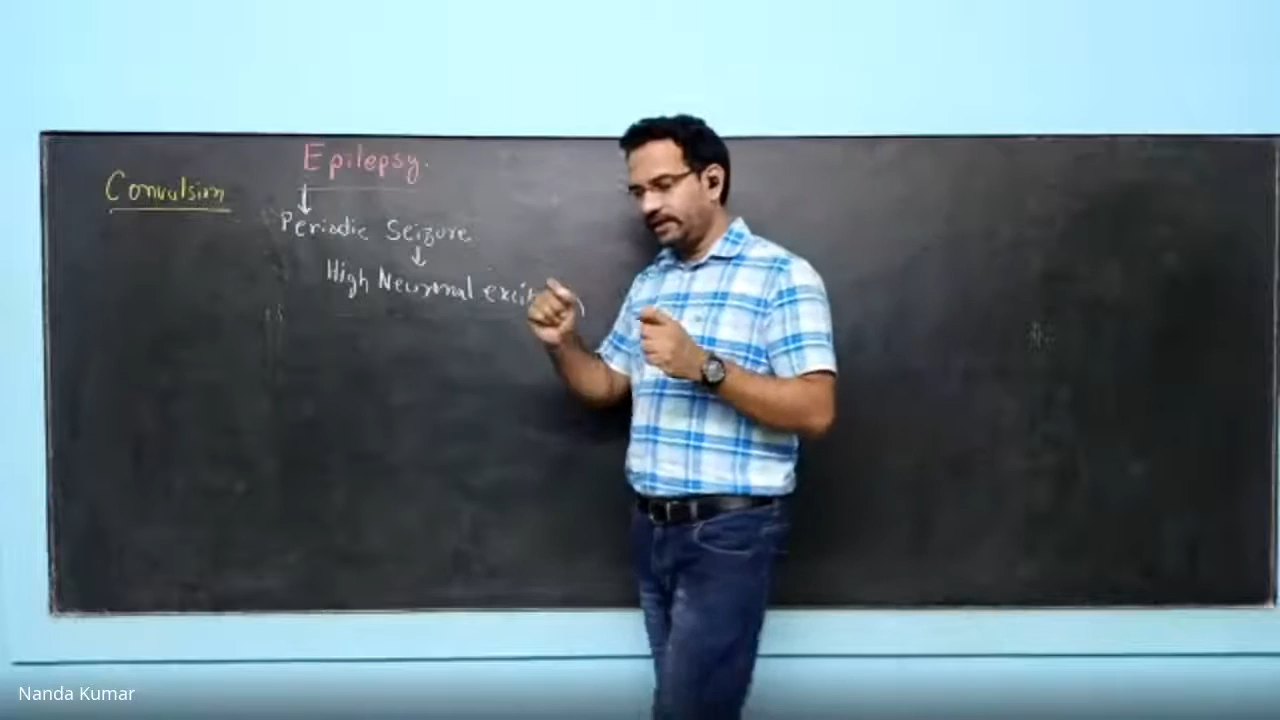 Epilepsy.
Convulsion
Periodic Seizure
High Neuronal
Nanda Kumar